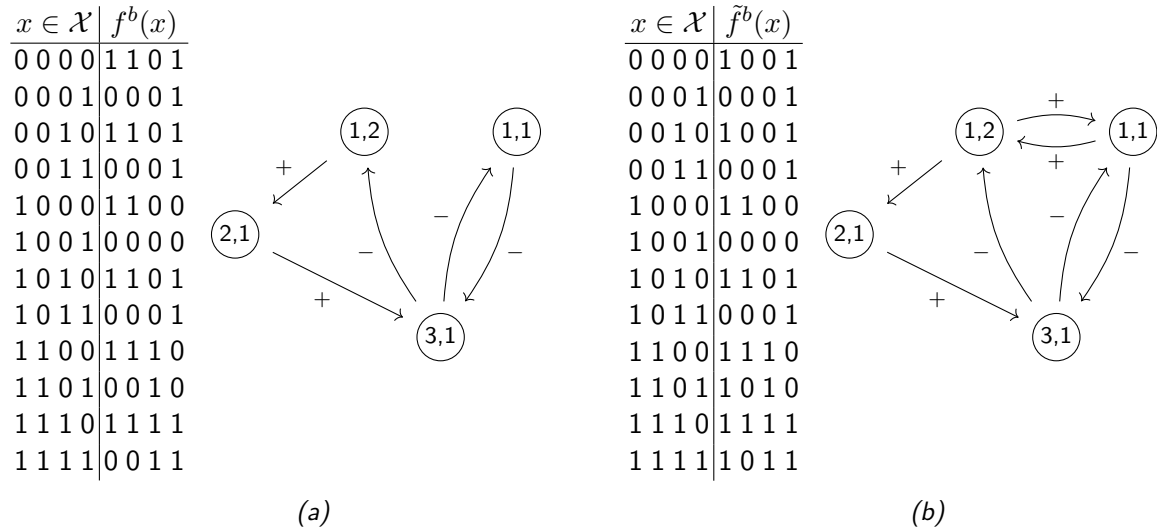 x ∈ 𝒳 f^b(x)
0 0 0 0 1 1 0 1
0 0 0 1 0 0 0 1
0 0 1 0 1 1 0 1
0 0 1 1 0 0 0 1
1 0 0 0 1 1 0 0
1 0 0 1 0 0 0 0
1 0 1 0 1 1 0 1
1 0 1 1 0 0 0 1
1 1 0 0 1 1 1 0
1 1 0 1 0 0 1 0
1 1 1 0 1 1 1 1
1 1 1 1 0 0 1 1
1,2 1,1
+
2,1
−
− −
+
3,1
(a)
x ∈ 𝒳 f̃^b(x)
0 0 0 0 1 0 0 1
0 0 0 1 0 0 0 1
0 0 1 0 1 0 0 1
0 0 1 1 0 0 0 1
1 0 0 0 1 1 0 0
1 0 0 1 0 0 0 0
1 0 1 0 1 1 0 1
1 0 1 1 0 0 0 1
1 1 0 0 1 1 1 0
1 1 0 1 1 0 1 0
1 1 1 0 1 1 1 1
1 1 1 1 1 0 1 1
+
1,2 1,1
+
+
2,1
−
− −
+
3,1
(b)